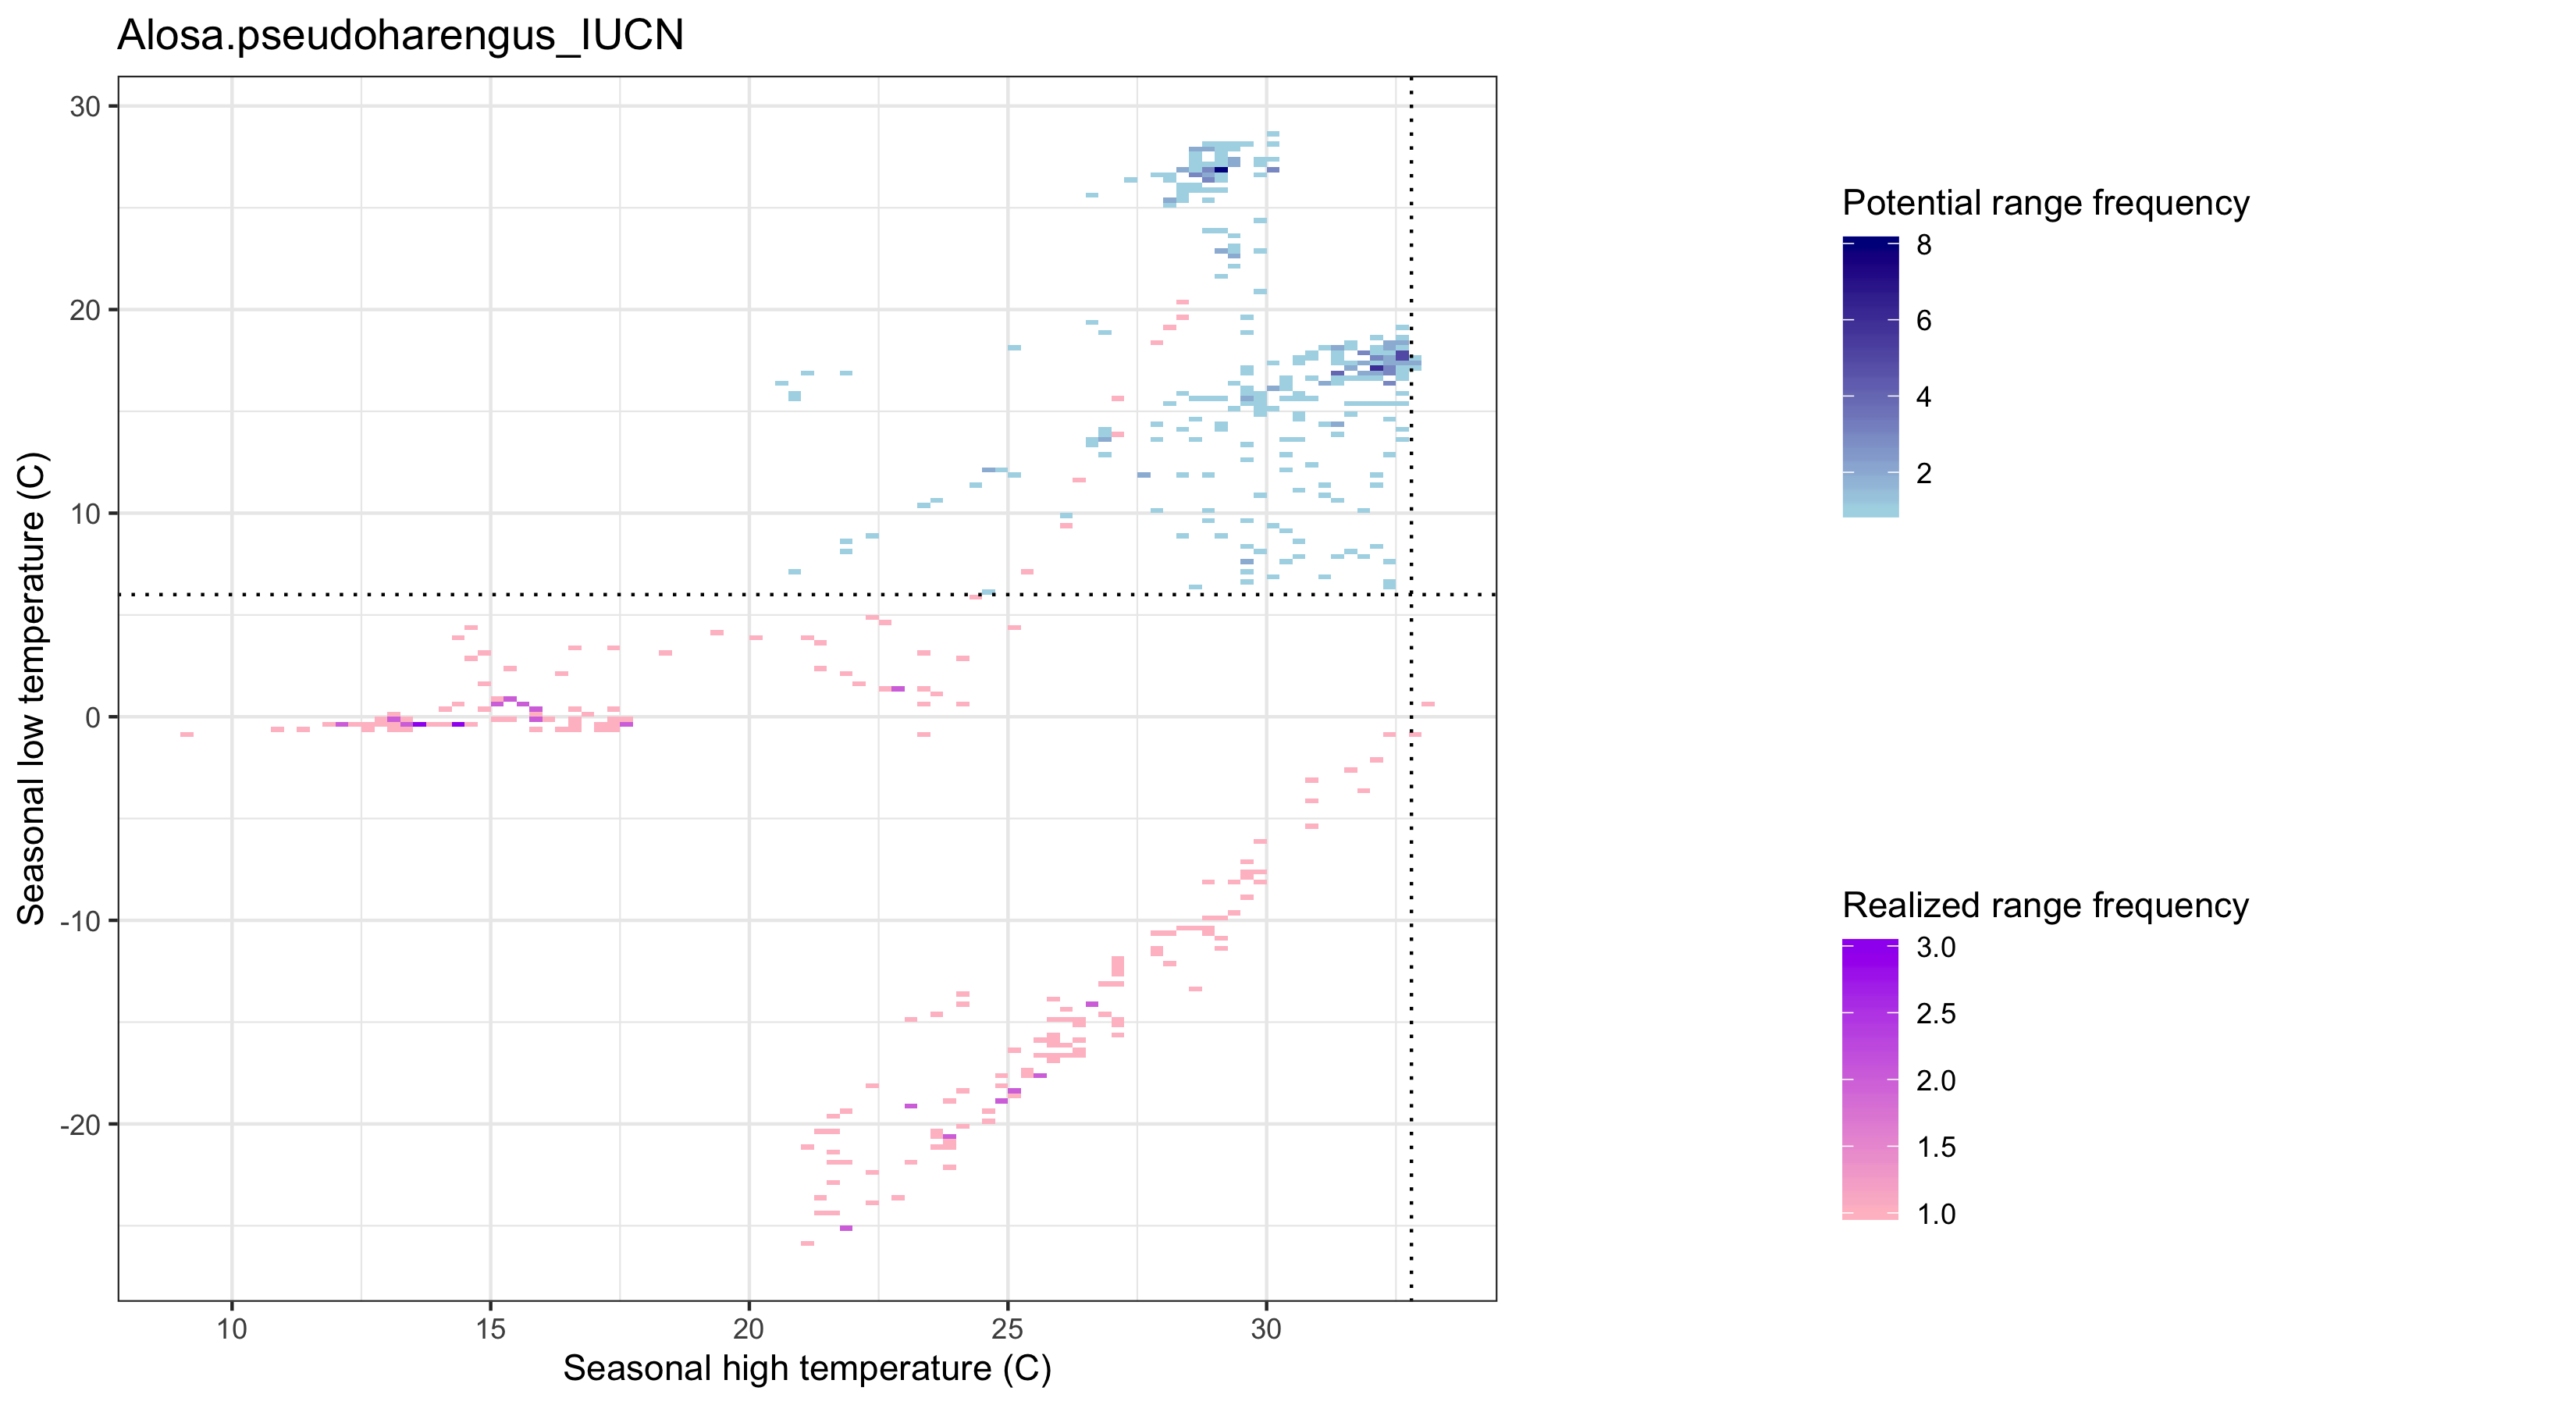 Alosa.pseudoharengus_IUCN
30
20
10
0
-10
-20
Seasonal low temperature (C)
10 15 20 25 30
Seasonal high temperature (C)
Potential range frequency
8
6
4
2
Realized range frequency
3.0
2.5
2.0
1.5
1.0